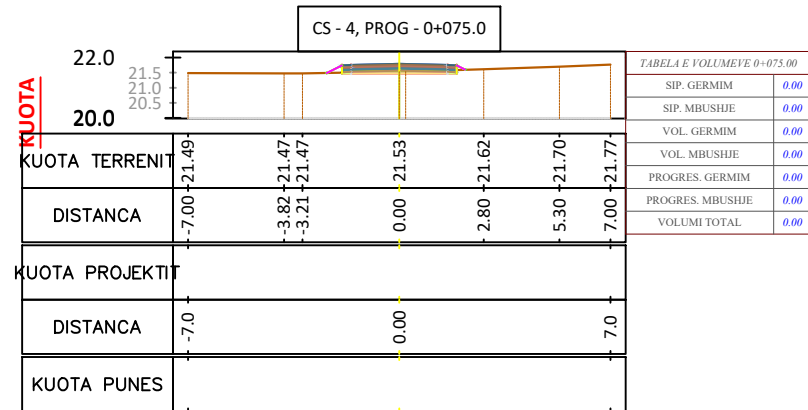 CS - 4, PROG - 0+075.0
22.0
21.5
21.0
20.5
20.0
KUOTA
TABELA E VOLUMEVE 0+075.00
SIP. GERMIM 0.00
SIP. MBUSHJE 0.00
VOL. GERMIM 0.00
VOL. MBUSHJE 0.00
PROGRES. GERMIM 0.00
PROGRES. MBUSHJE 0.00
VOLUMI TOTAL 0.00
KUOTA TERRENIT 21.49 21.47 21.47 21.53 21.62 21.70 21.77
DISTANCA -7.00 -3.82 -3.21 0.00 2.80 5.30 7.00
KUOTA PROJEKTIT
DISTANCA -7.0 0.00 7.0
KUOTA PUNES